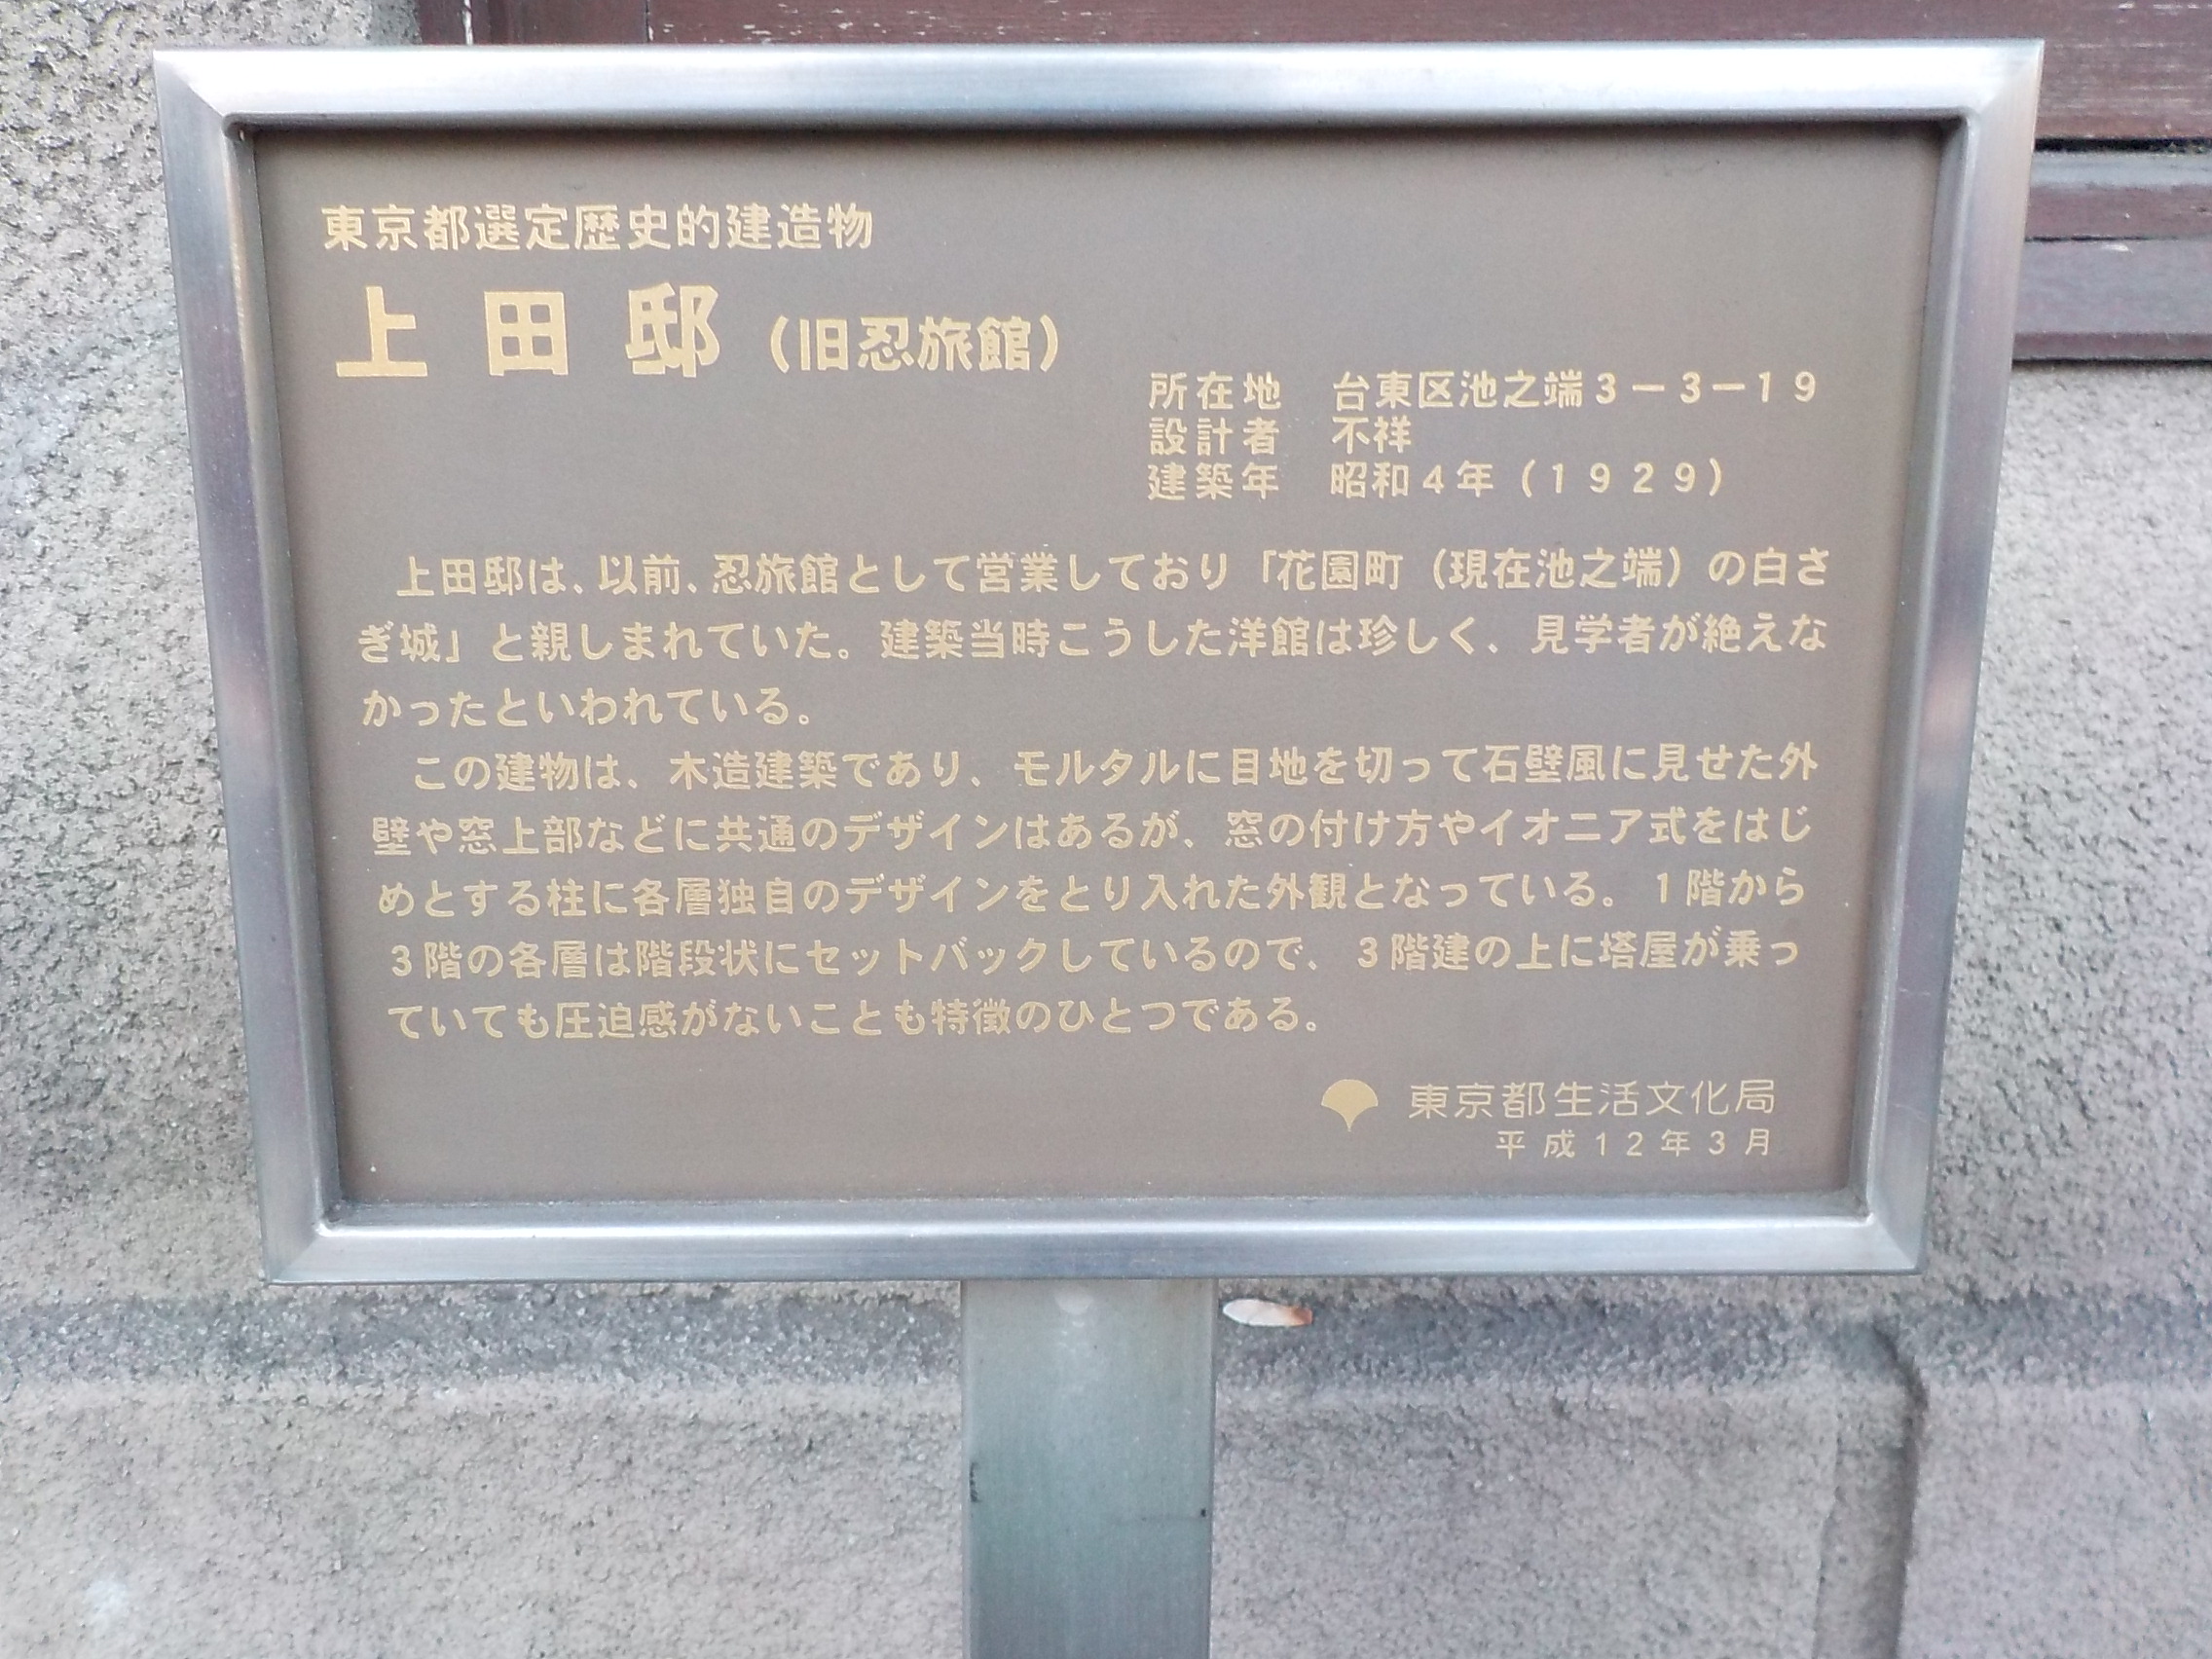 東京都選定歴史的建造物
上田邸（旧忍旅館）
所在地　台東区池之端３－３－１９
設計者　不祥
建築年　昭和４年（１９２９）
　上田邸は、以前、忍旅館として営業しており「花園町（現在池之端）の白さ
ぎ城」と親しまれていた。建築当時こうした洋館は珍しく、見学者が絶えな
かったといわれている。
　この建物は、木造建築であり、モルタルに目地を切って石壁風に見せた外
壁や窓上部などに共通のデザインはあるが、窓の付け方やイオニア式をはじ
めとする柱に各層独自のデザインをとり入れた外観となっている。１階から
３階の各層は階段状にセットバックしているので、３階建の上に塔屋が乗っ
ていても圧迫感がないことも特徴のひとつである。
東京都生活文化局
平成１２年３月